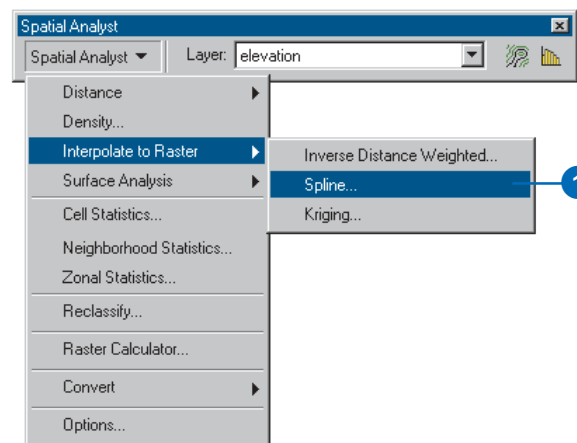 Spatial Analyst
Spatial Analyst Layer: elevation
Distance
Density...
Interpolate to Raster
Inverse Distance Weighted...
Surface Analysis
Spline...
1
Cell Statistics...
Kriging...
Neighborhood Statistics...
Zonal Statistics...
Reclassify...
Raster Calculator...
Convert
Options...